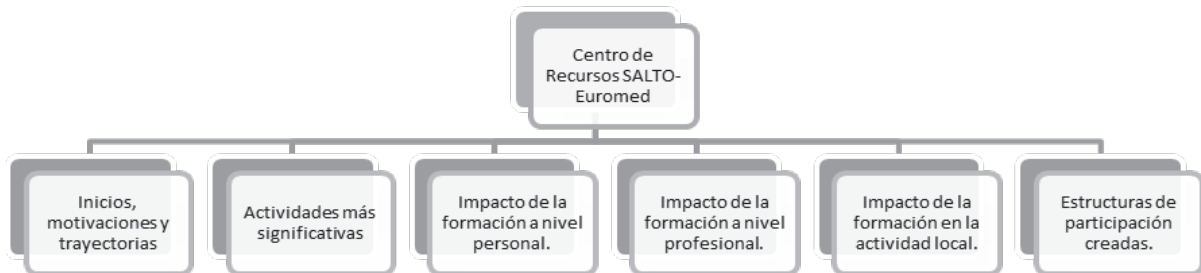 Centro de
Recursos SALTO-
Euromed
Inicios,
motivaciones y
trayectorias
Actividades más
significativas
Impacto de la
formación a nivel
personal.
Impacto de la
formación a nivel
profesional.
Impacto de la
formación en la
actividad local.
Estructuras de
participación
creadas.